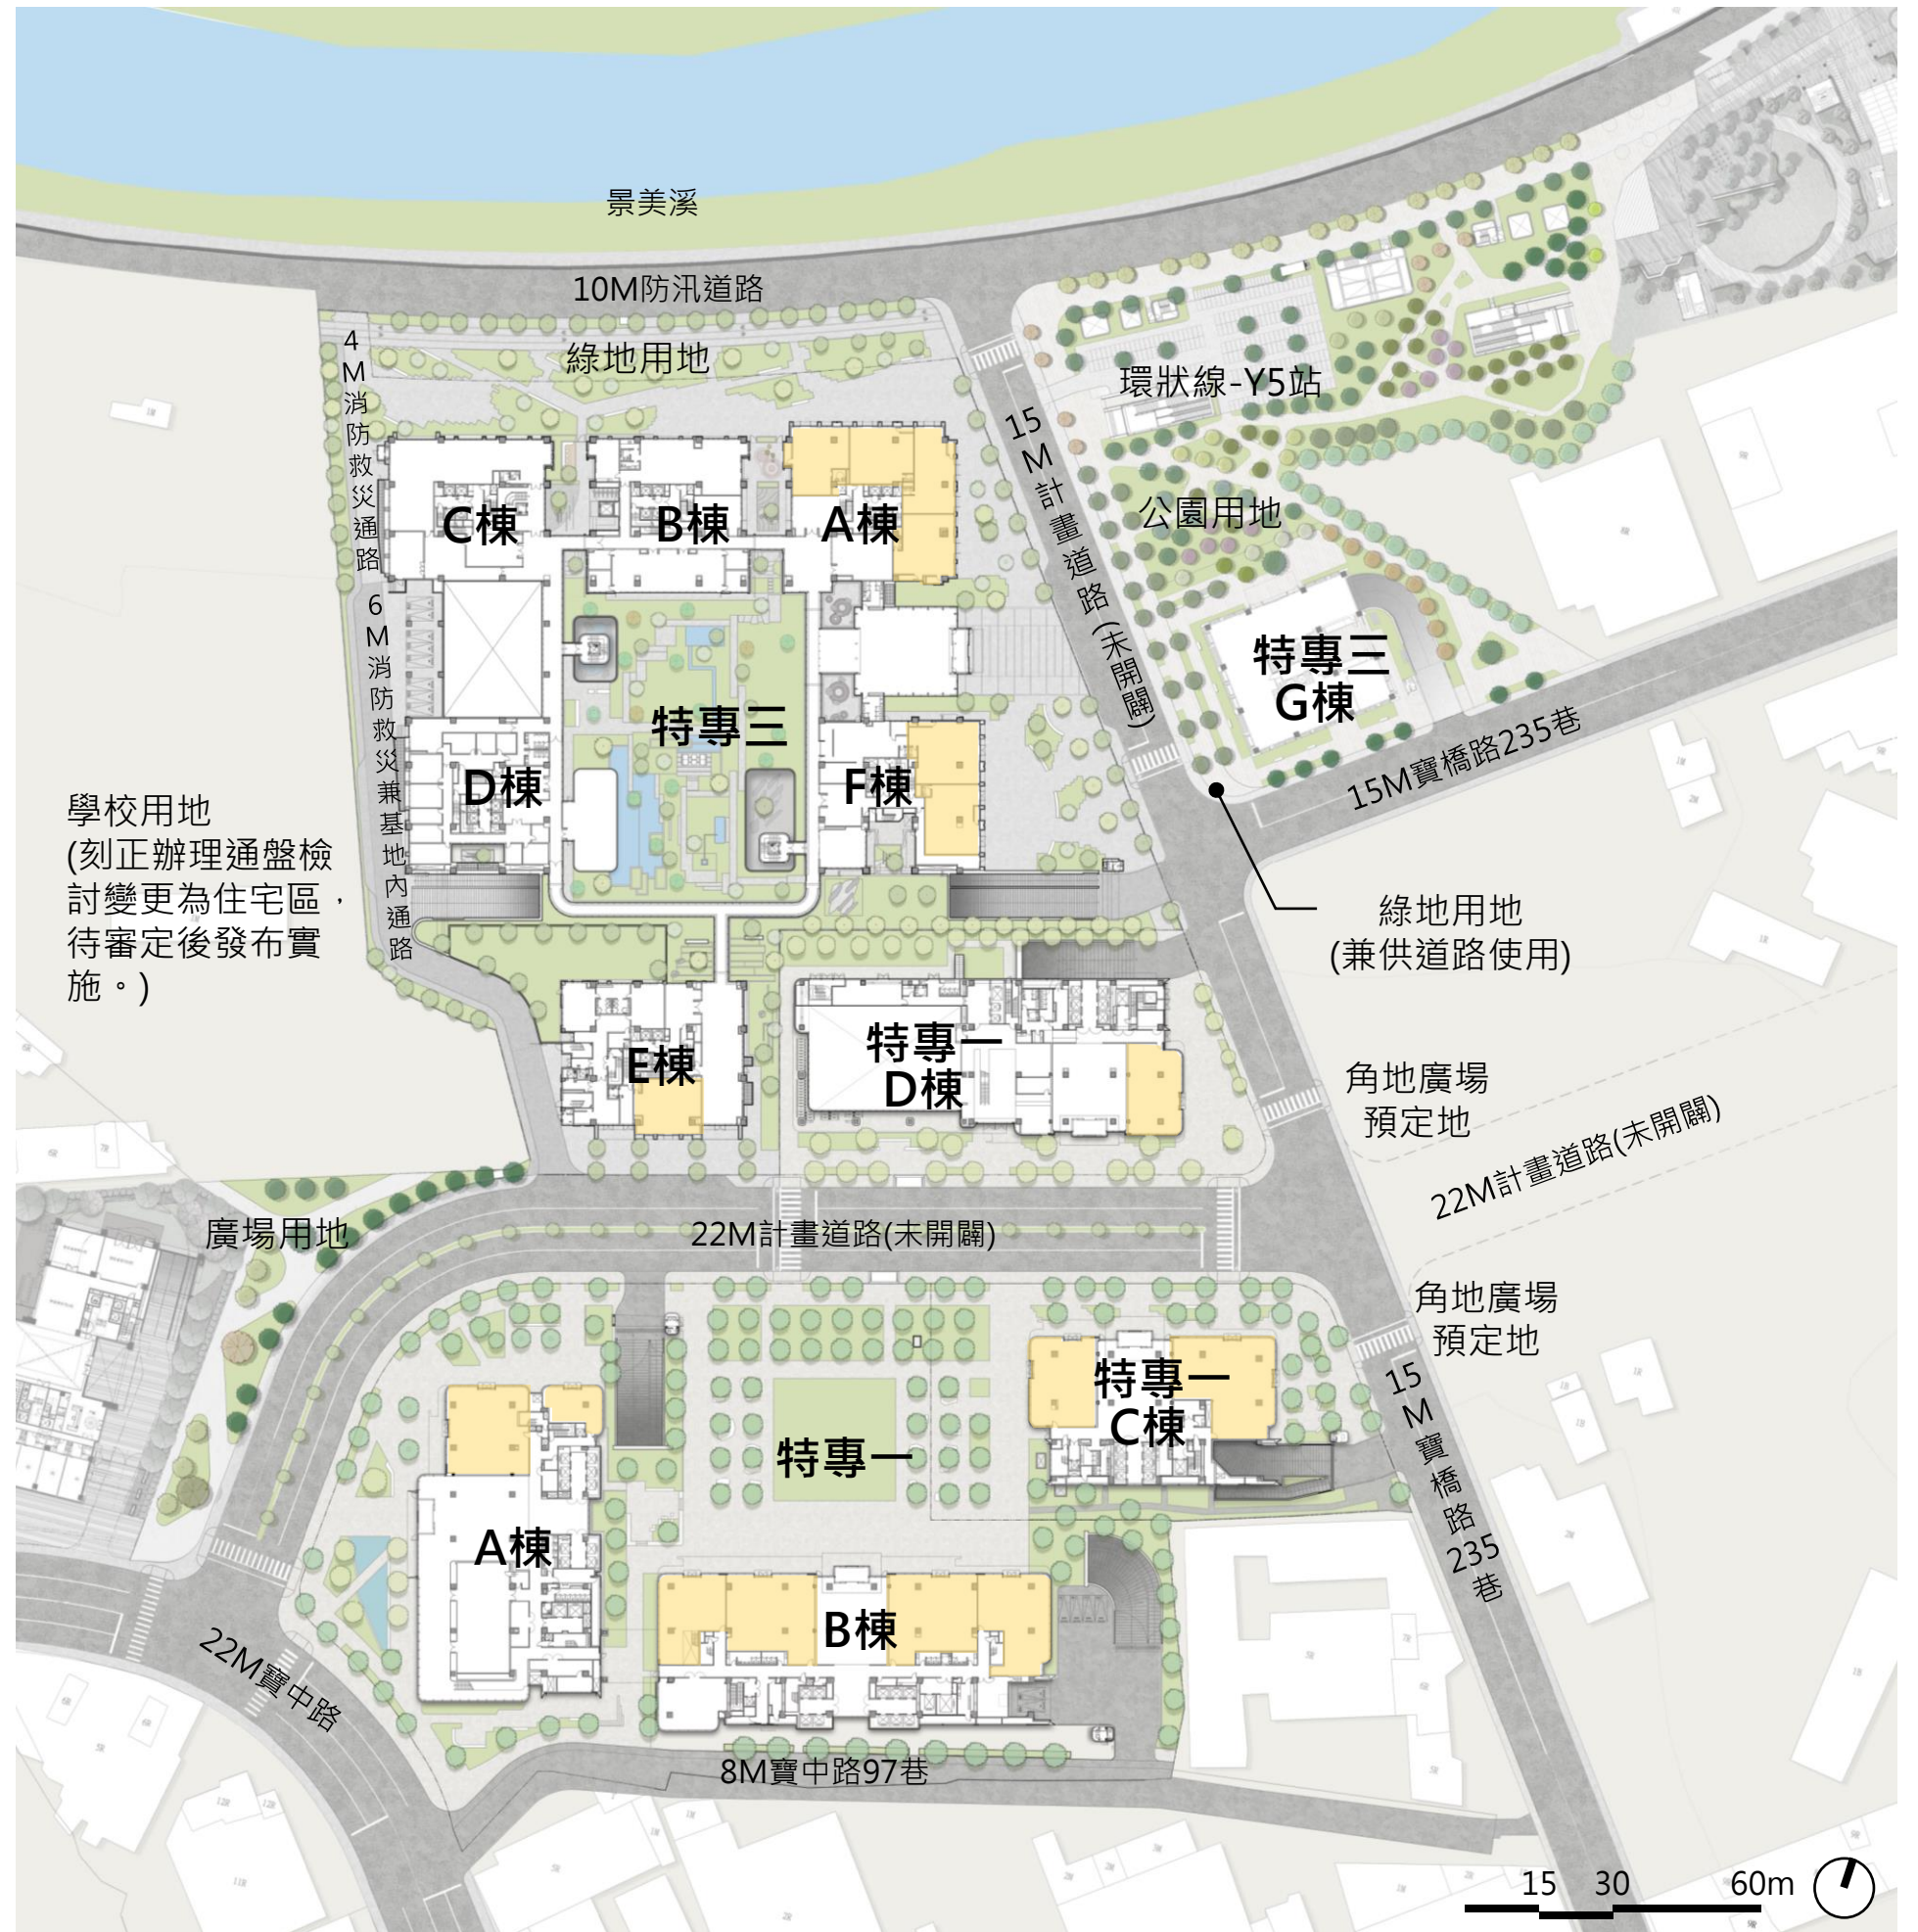 景美溪
10M防汛道路
4M消防救災通路
綠地用地
環狀線-Y5站
15M計畫道路(未開闢)
公園用地
C棟
B棟
A棟
6M消防救災兼基地內通路
特專三
G棟
特專三
D棟
F棟
15M寶橋路235巷
學校用地
(刻正辦理通盤檢
討變更為住宅區，
待審定後發布實
施。)
綠地用地
(兼供道路使用)
E棟
特專一
D棟
角地廣場
預定地
22M計畫道路(未開闢)
廣場用地
22M計畫道路(未開闢)
角地廣場
預定地
特專一
C棟
15M寶橋路235巷
特專一
A棟
B棟
22M寶中路
8M寶中路97巷
15 30 60m